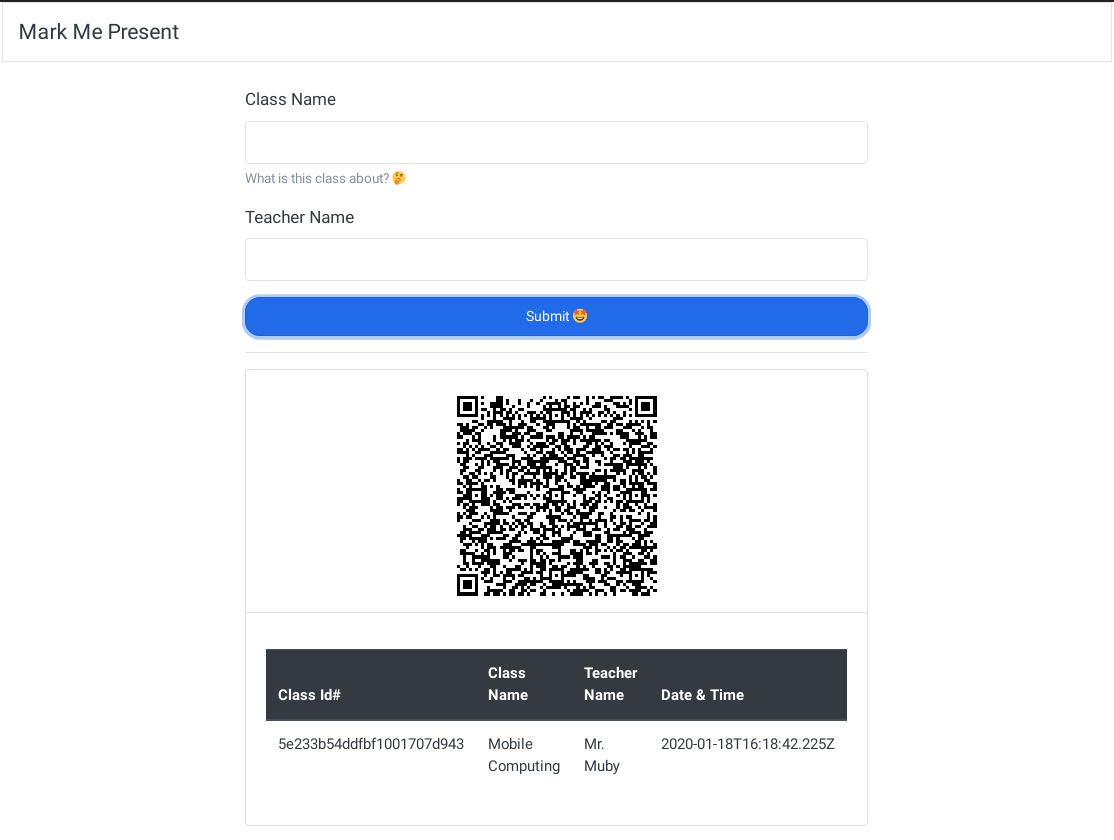 Mark Me Present
Class Name
What is this class about? 🤔
Teacher Name
Submit 🤩
Class Id#
Class
Name
Teacher
Name
Date & Time
5e233b54ddfbf1001707d943
Mobile
Computing
Mr.
Muby
2020-01-18T16:18:42.225Z